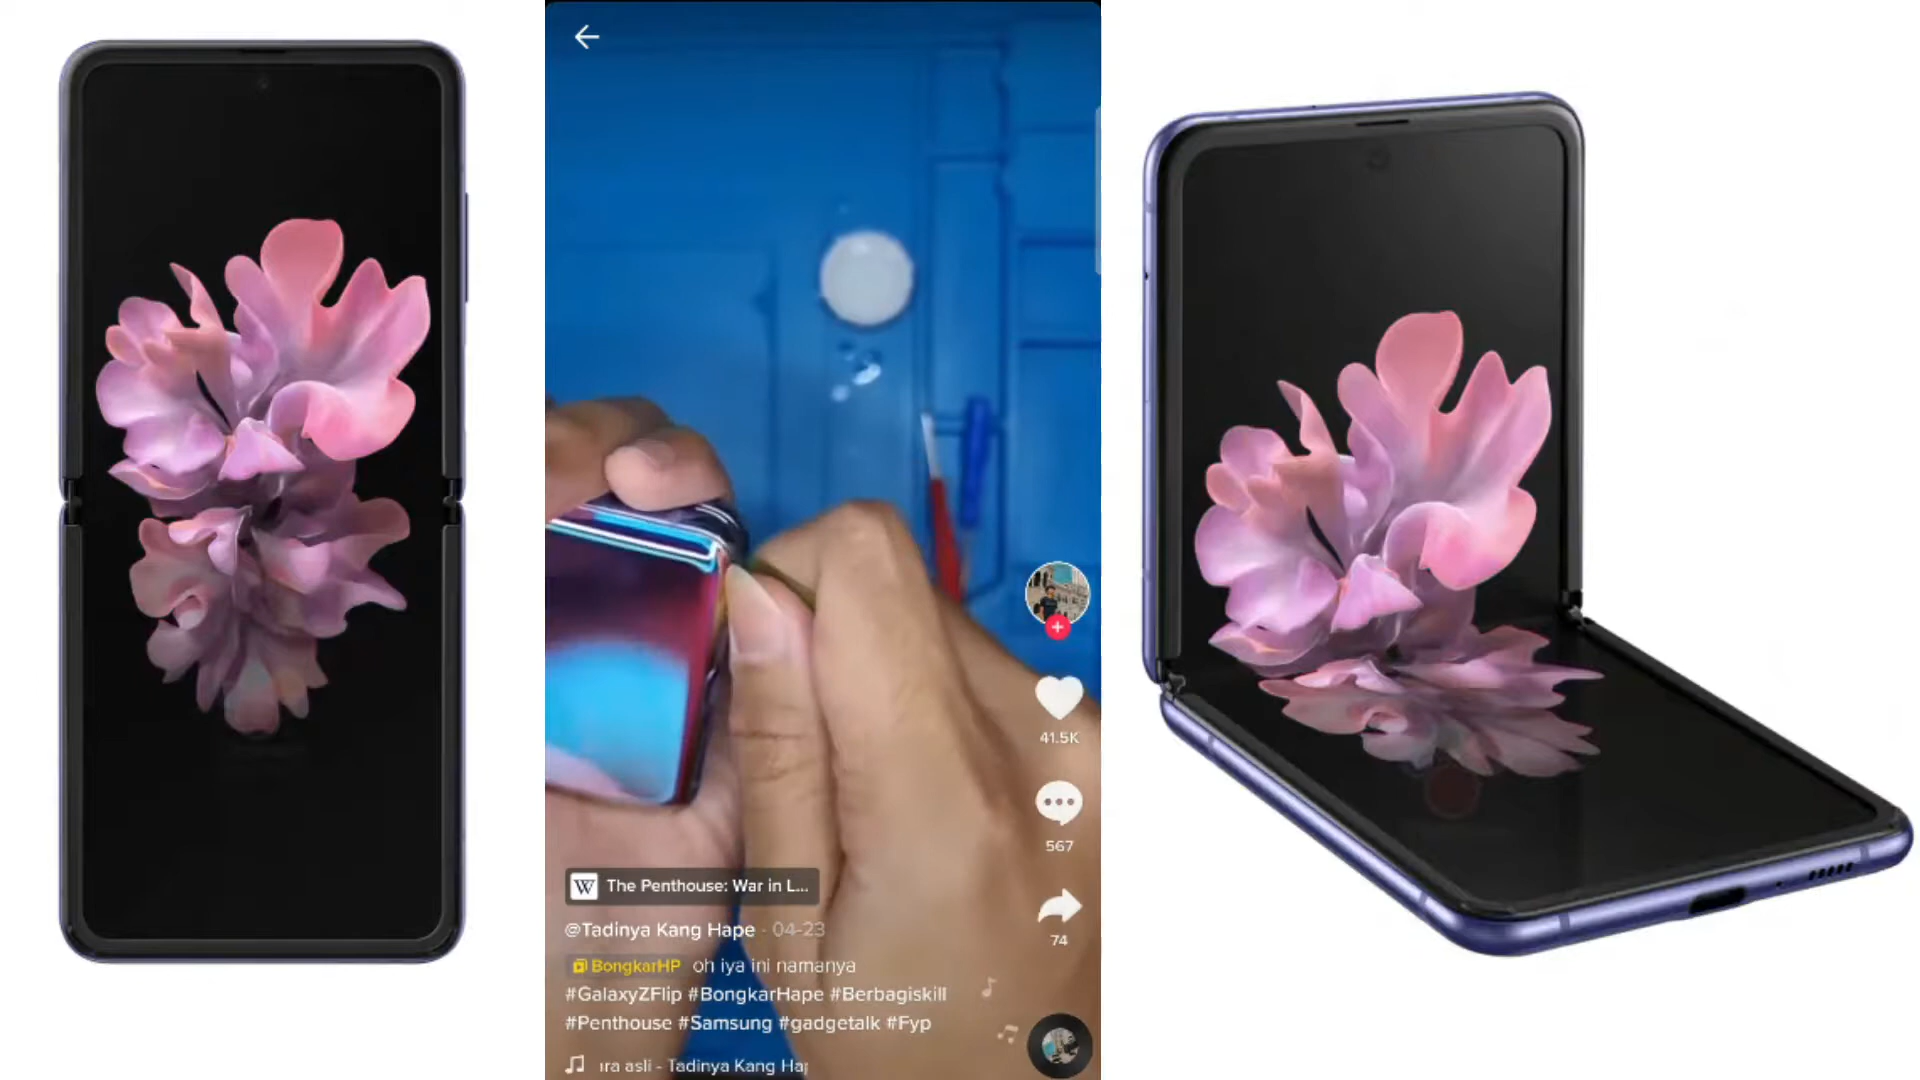 41.5K
567
74
W The Penthouse: War in L...
@Tadinya Kang Hape · 04-23
BongkarHP oh iya ini namanya
#GalaxyZFlip #BongkarHape #Berbagiskill
#Penthouse #Samsung #gadgetalk #Fyp
ıra asli - Tadinya Kang Hap